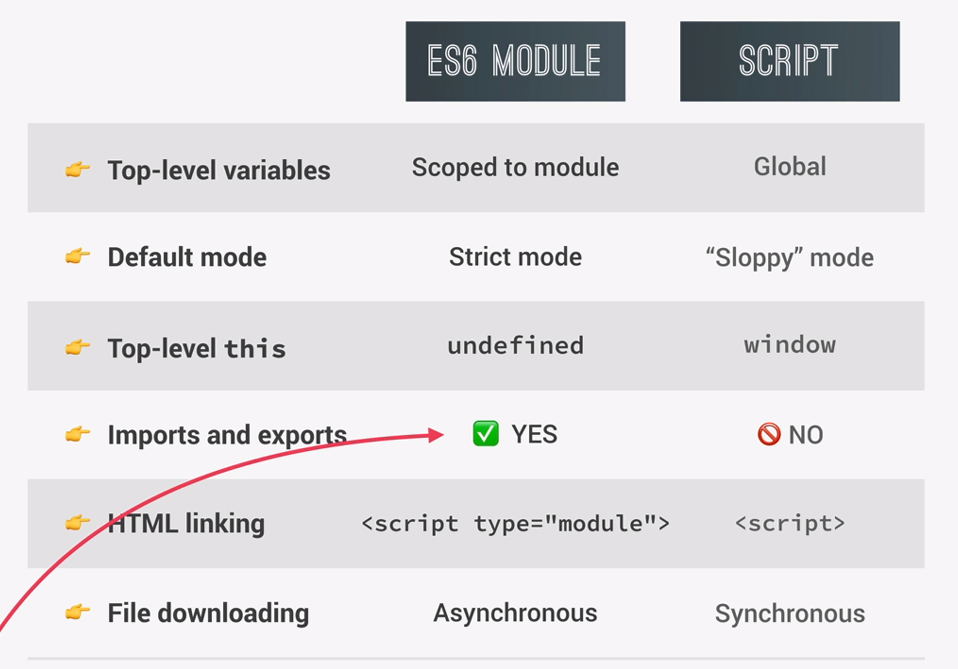 ES6 MODULE SCRIPT
Top-level variables Scoped to module Global
Default mode Strict mode “Sloppy” mode
Top-level this undefined window
Imports and exports YES NO
HTML linking <script type="module"> <script>
File downloading Asynchronous Synchronous